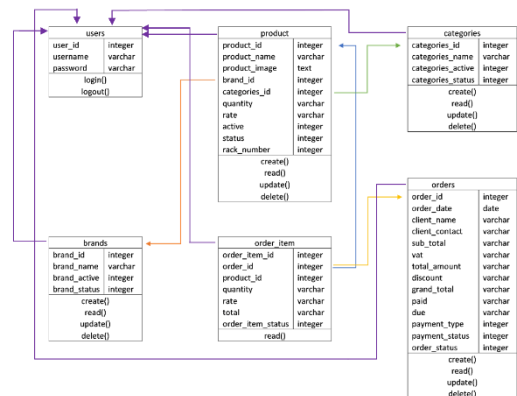 users
user_id integer
username varchar
password varchar
login()
logout()
product
product_id integer
product_name varchar
product_image text
brand_id integer
categories_id integer
quantity varchar
rate varchar
active integer
status integer
rack_number integer
create()
read()
update()
delete()
categories
categories_id integer
categories_name varchar
categories_active integer
categories_status integer
create()
read()
update()
delete()
brands
brand_id integer
brand_name varchar
brand_active integer
brand_status integer
create()
read()
update()
delete()
order_item
order_item_id integer
order_id integer
product_id integer
quantity varchar
rate varchar
total varchar
order_item_status integer
read()
orders
order_id integer
order_date date
client_name varchar
client_contact varchar
sub_total varchar
vat varchar
total_amount varchar
discount varchar
grand_total varchar
paid varchar
due varchar
payment_type integer
payment_status integer
order_status integer
create()
read()
update()
delete()